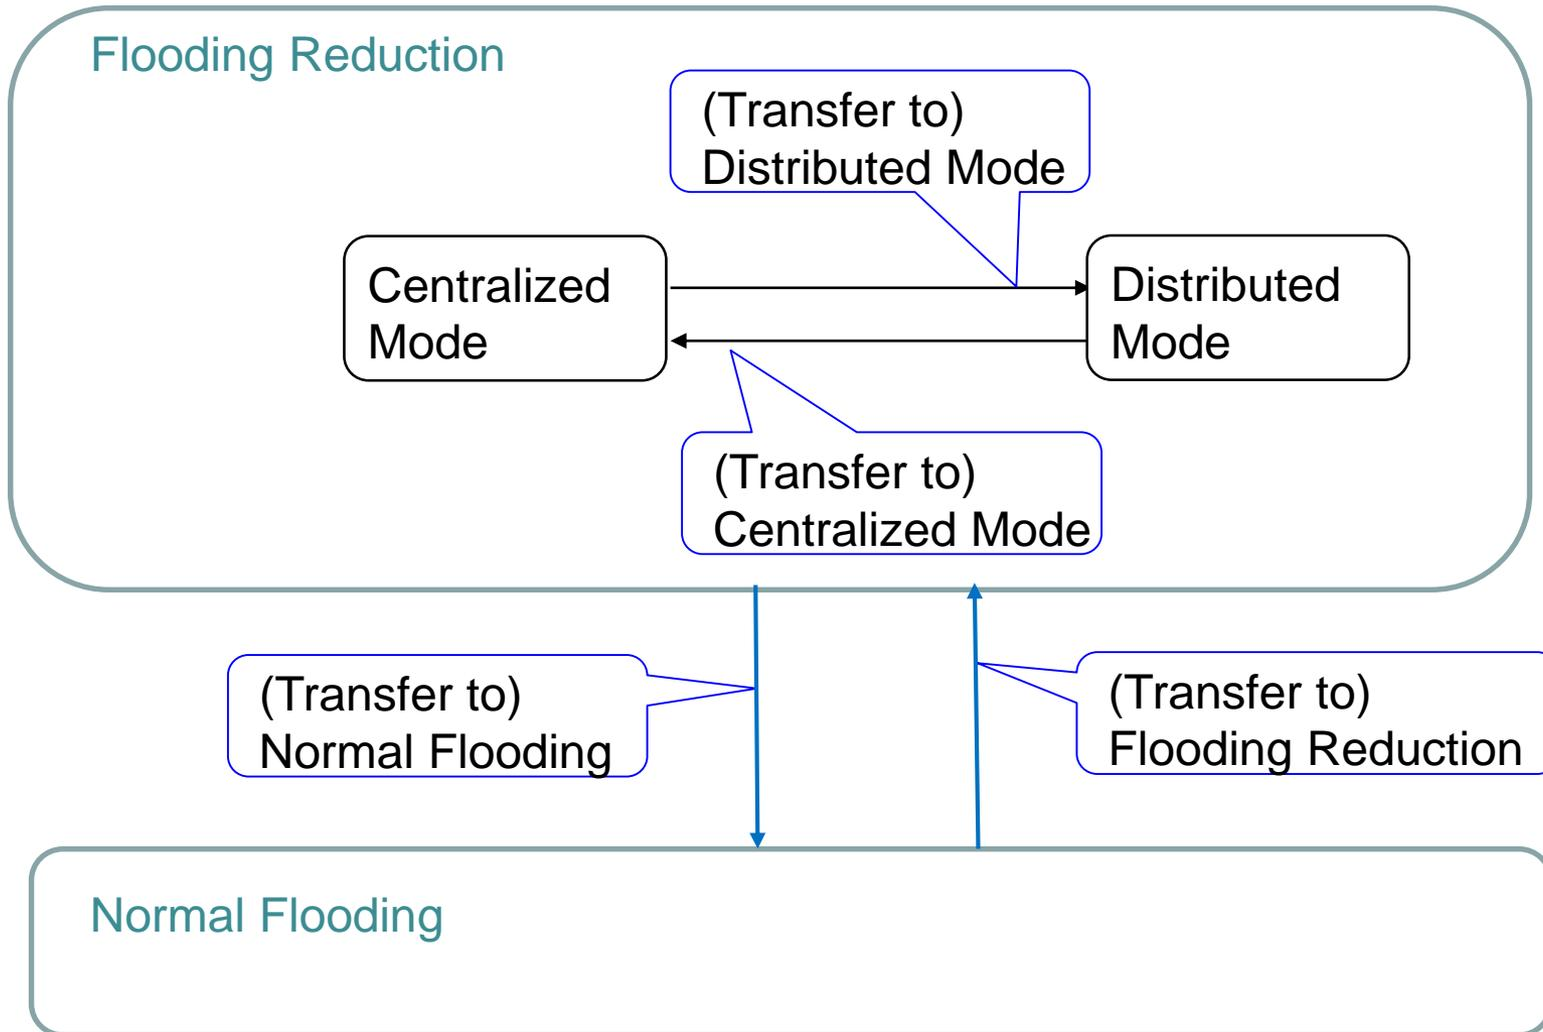 Flooding Reduction
(Transfer to)
Distributed Mode
Centralized
Mode
Distributed
Mode
(Transfer to)
Centralized Mode
(Transfer to)
Normal Flooding
(Transfer to)
Flooding Reduction
Normal Flooding